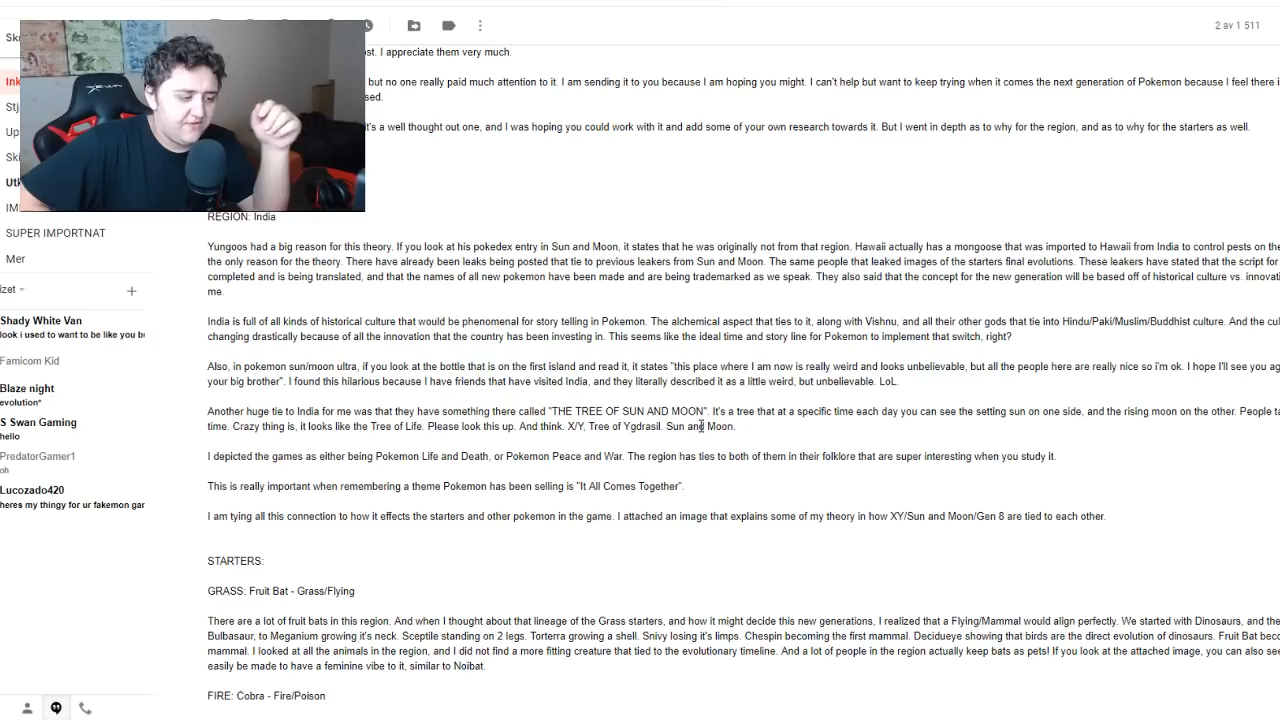 2 av 1 511
Sk
ost. I appreciate them very much.
Ink
but no one really paid much attention to it. I am sending it to you because I am hoping you might. I can't help but want to keep trying when it comes the next generation of Pokemon because I feel there i
sed.
Stj
Up
it's a well thought out one, and I was hoping you could work with it and add some of your own research towards it. But I went in depth as to why for the region, and as to why for the starters as well.
Ski
Utk
IM
REGION: India
SUPER IMPORTNAT
Yungoos had a big reason for this theory. If you look at his pokedex entry in Sun and Moon, it states that he was originally not from that region. Hawaii actually has a mongoose that was imported to Hawaii from India to control pests on the
Mer
the only reason for the theory. There have already been leaks being posted that tie to previous leakers from Sun and Moon. The same people that leaked images of the starters final evolutions. These leakers have stated that the script for
completed and is being translated, and that the names of all new pokemon have been made and are being trademarked as we speak. They also said that the concept for the new generation will be based off of historical culture vs. innovati
me.
izet
Shady White Van
look i used to want to be like you bu
India is full of all kinds of historical culture that would be phenomenal for story telling in Pokemon. The alchemical aspect that ties to it, along with Vishnu, and all their other gods that tie into Hindu/Paki/Muslim/Buddhist culture. And the cul
changing drastically because of all the innovation that the country has been investing in. This seems like the ideal time and story line for Pokemon to implement that switch, right?
Famicom Kid
Also, in pokemon sun/moon ultra, if you look at the bottle that is on the first island and read it, it states "this place where I am now is really weird and looks unbelievable, but all the people here are really nice so i'm ok. I hope I'll see you ag
your big brother". I found this hilarious because I have friends that have visited India, and they literally described it as a little weird, but unbelievable. LoL.
Blaze night
evolution*
Another huge tie to India for me was that they have something there called "THE TREE OF SUN AND MOON". It's a tree that at a specific time each day you can see the setting sun on one side, and the rising moon on the other. People ta
time. Crazy thing is, it looks like the Tree of Life. Please look this up. And think. X/Y, Tree of Ygdrasil. Sun and Moon.
S Swan Gaming
hello
I depicted the games as either being Pokemon Life and Death, or Pokemon Peace and War. The region has ties to both of them in their folklore that are super interesting when you study it.
PredatorGamer1
oh
This is really important when remembering a theme Pokemon has been selling is "It All Comes Together".
Lucozado420
heres my thingy for ur fakemon gar
I am tying all this connection to how it effects the starters and other pokemon in the game. I attached an image that explains some of my theory in how XY/Sun and Moon/Gen 8 are tied to each other.
STARTERS:
GRASS: Fruit Bat - Grass/Flying
There are a lot of fruit bats in this region. And when I thought about that lineage of the Grass starters, and how it might decide this new generations, I realized that a Flying/Mammal would align perfectly. We started with Dinosaurs, and the
Bulbasaur, to Meganium growing it's neck. Sceptile standing on 2 legs. Torterra growing a shell. Snivy losing it's limps. Chespin becoming the first mammal. Decidueye showing that birds are the direct evolution of dinosaurs. Fruit Bat beco
mammal. I looked at all the animals in the region, and I did not find a more fitting creature that tied to the evolutionary timeline. And a lot of people in the region actually keep bats as pets! If you look at the attached image, you can also see
easily be made to have a feminine vibe to it, similar to Noibat.
FIRE: Cobra - Fire/Poison